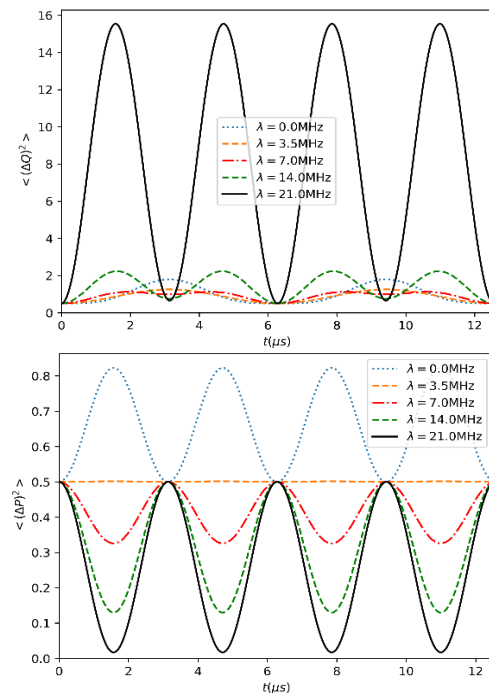 16
14
12
10
8
6
4
2
0
< (ΔQ)² >
λ = 0.0MHz
λ = 3.5MHz
λ = 7.0MHz
λ = 14.0MHz
λ = 21.0MHz
0 2 4 6 8 10 12
t(μs)
0.8
0.7
0.6
0.5
0.4
0.3
0.2
0.1
0.0
< (ΔP)² >
λ = 0.0MHz
λ = 3.5MHz
λ = 7.0MHz
λ = 14.0MHz
λ = 21.0MHz
0 2 4 6 8 10 12
t(μs)